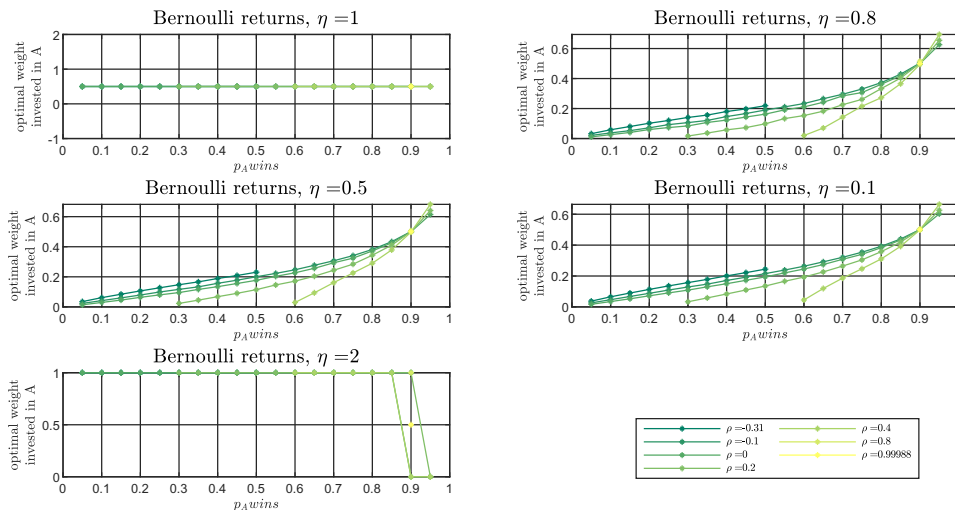 Bernoulli returns, η =1
optimal weight
invested in A
2
1
0
-1
0 0.1 0.2 0.3 0.4 0.5 0.6 0.7 0.8 0.9 1
p_A wins
Bernoulli returns, η =0.8
optimal weight
invested in A
0.6
0.4
0.2
0
0 0.1 0.2 0.3 0.4 0.5 0.6 0.7 0.8 0.9
p_A wins
Bernoulli returns, η =0.5
optimal weight
invested in A
0.6
0.4
0.2
0
0 0.1 0.2 0.3 0.4 0.5 0.6 0.7 0.8 0.9
p_A wins
Bernoulli returns, η =0.1
optimal weight
invested in A
0.6
0.4
0.2
0
0 0.1 0.2 0.3 0.4 0.5 0.6 0.7 0.8 0.9
p_A wins
Bernoulli returns, η =2
optimal weight
invested in A
1
0.5
0
0 0.1 0.2 0.3 0.4 0.5 0.6 0.7 0.8 0.9 1
p_A wins
ρ =-0.31
ρ =-0.1
ρ =0
ρ =0.2
ρ =0.4
ρ =0.8
ρ =0.99988